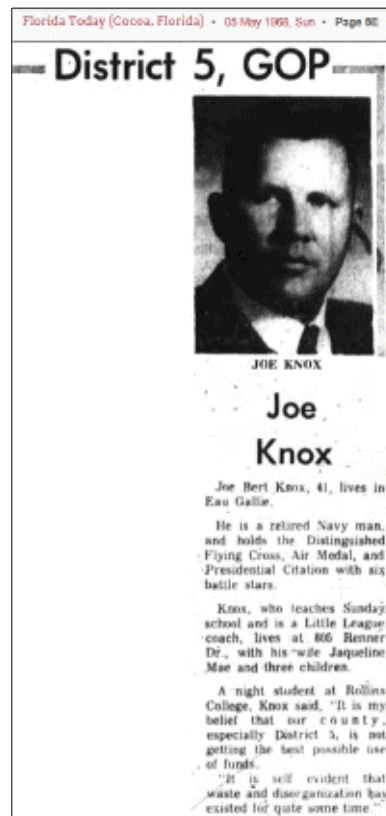 Florida Today (Cocoa, Florida) · 05 May 1968, Sun · Page 8E
District 5, GOP
JOE KNOX
Joe
Knox
Joe Bert Knox, 41, lives in
Eau Gallie.
He is a retired Navy man,
and holds the Distinguished
Flying Cross, Air Medal, and
Presidential Citation with six
battle stars.
Knox, who teaches Sunday
school and is a Little League
coach, lives at 805 Renner
Dr., with his wife Jaqueline
Mae and three children.
A night student at Rollins
College, Knox said, "It is my
belief that our county,
especially District 5, is not
getting the best possible use
of funds.
"It is self evident that
waste and disorganization has
existed for quite some time."